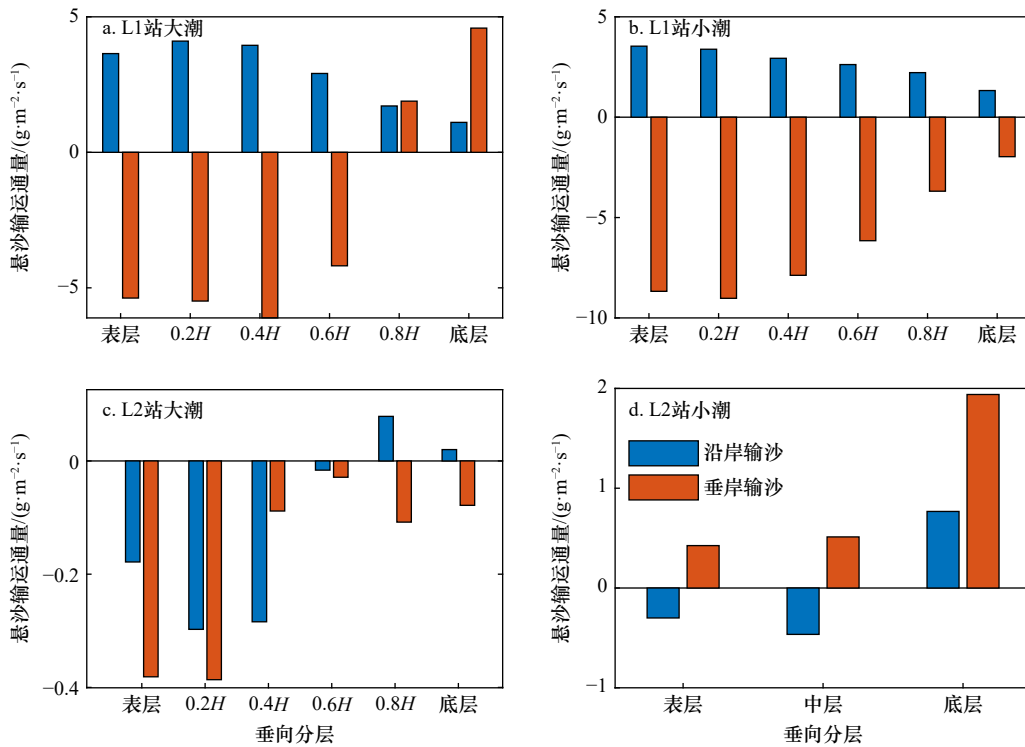 a. L1站大潮
5
0
−5
悬沙输运通量/(g·m⁻²·s⁻¹)
表层 0.2H 0.4H 0.6H 0.8H 底层
b. L1站小潮
5
0
−5
−10
悬沙输运通量/(g·m⁻²·s⁻¹)
表层 0.2H 0.4H 0.6H 0.8H 底层
c. L2站大潮
0
−0.2
−0.4
悬沙输运通量/(g·m⁻²·s⁻¹)
表层 0.2H 0.4H 0.6H 0.8H 底层
垂向分层
d. L2站小潮
沿岸输沙
垂岸输沙
2
1
0
−1
悬沙输运通量/(g·m⁻²·s⁻¹)
表层 中层 底层
垂向分层